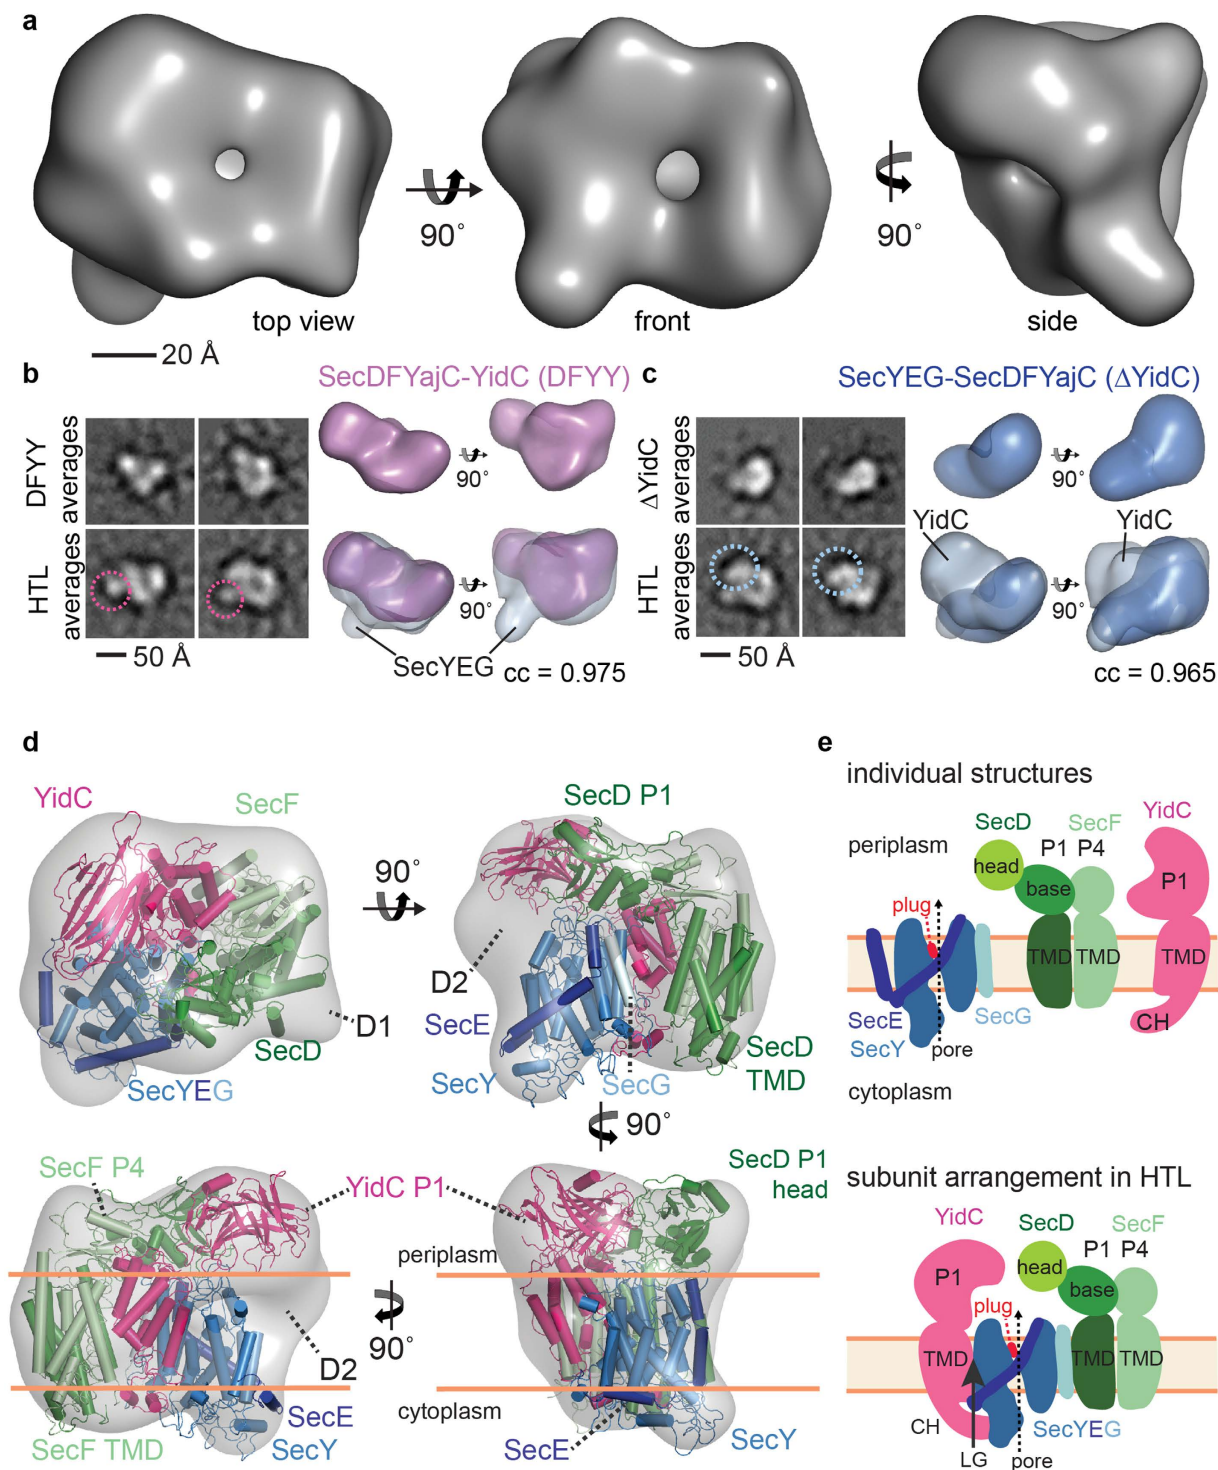 a
90°
90°
top view
front
side
20 Å
b
SecDFYajC-YidC (DFYY)
DFYY
averages
HTL
averages
90°
90°
SecYEG
cc = 0.975
50 Å
c
SecYEG-SecDFYajC (ΔYidC)
ΔYidC
averages
HTL
averages
90°
YidC
YidC
90°
50 Å
cc = 0.965
d
YidC
SecF
SecD P1
90°
D2
D1
SecE
SecD
SecY
SecG
SecD
TMD
SecYEG
90°
SecF P4
YidC P1
SecD P1
head
periplasm
90°
D2
cytoplasm
SecE
SecY
SecF TMD
SecE
SecY
e
individual structures
YidC
SecD
SecF
periplasm
P1
P4
head
base
P1
plug
TMD
TMD
TMD
SecE
SecG
CH
SecY
pore
cytoplasm
subunit arrangement in HTL
YidC
SecD
SecF
P1
P4
P1
head
base
plug
TMD
TMD
TMD
CH
SecYEG
LG
pore